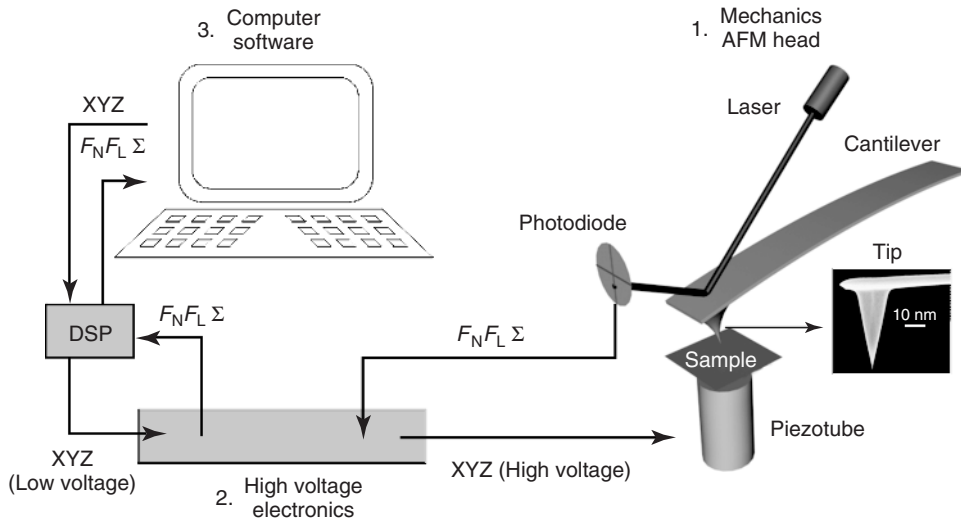 3. Computer
software
1. Mechanics
AFM head
XYZ
F_N F_L Σ
Laser
Cantilever
Photodiode
Tip
10 nm
DSP
F_N F_L Σ
F_N F_L Σ
Sample
XYZ
(Low voltage)
XYZ (High voltage)
Piezotube
2. High voltage
electronics